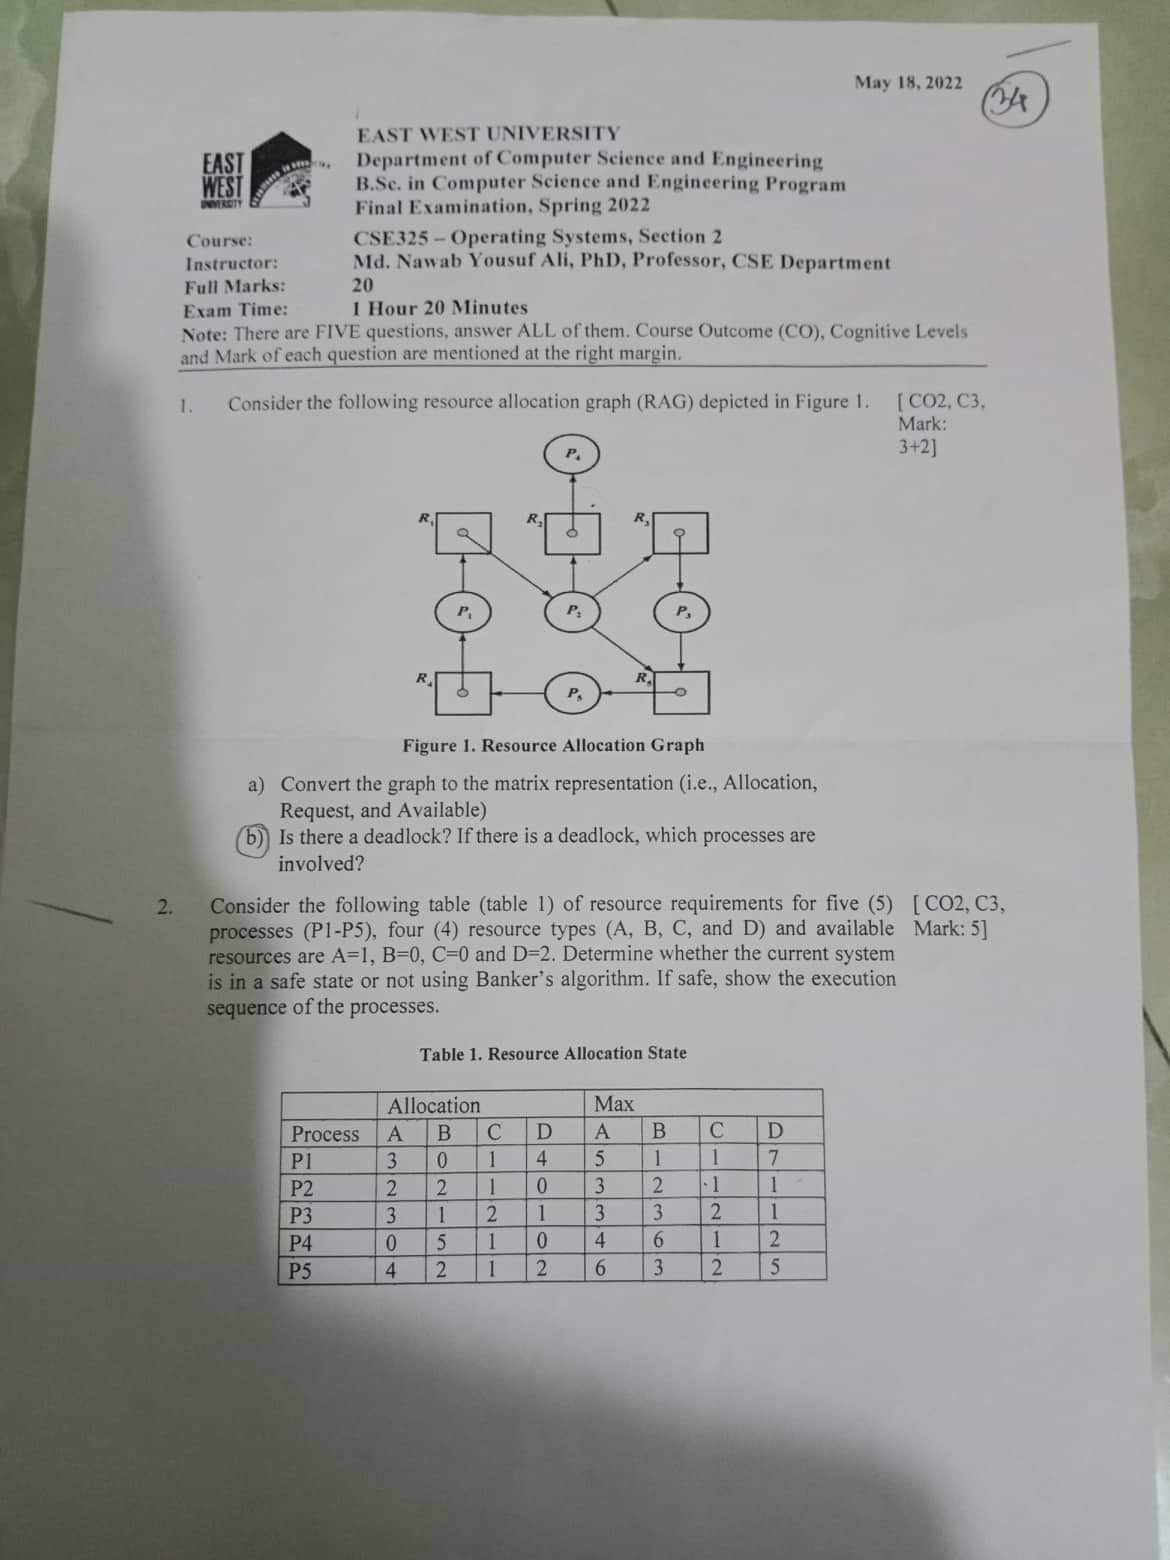 May 18, 2022
34
EAST WEST UNIVERSITY
EAST
WEST
UNIVERSITY
Department of Computer Science and Engineering
B.Sc. in Computer Science and Engineering Program
Final Examination, Spring 2022
Course: CSE325 – Operating Systems, Section 2
Instructor: Md. Nawab Yousuf Ali, PhD, Professor, CSE Department
Full Marks: 20
Exam Time: 1 Hour 20 Minutes
Note: There are FIVE questions, answer ALL of them. Course Outcome (CO), Cognitive Levels
and Mark of each question are mentioned at the right margin.
1. Consider the following resource allocation graph (RAG) depicted in Figure 1. [ CO2, C3,
Mark:
3+2]
P4
R1 R2 R3
P1 P2 P3
R4 P5 R5
Figure 1. Resource Allocation Graph
a) Convert the graph to the matrix representation (i.e., Allocation,
Request, and Available)
b) Is there a deadlock? If there is a deadlock, which processes are
involved?
2. Consider the following table (table 1) of resource requirements for five (5) [ CO2, C3,
processes (P1-P5), four (4) resource types (A, B, C, and D) and available Mark: 5]
resources are A=1, B=0, C=0 and D=2. Determine whether the current system
is in a safe state or not using Banker's algorithm. If safe, show the execution
sequence of the processes.
Table 1. Resource Allocation State
Allocation Max
Process A B C D A B C D
P1 3 0 1 4 5 1 1 7
P2 2 2 1 0 3 2 1 1
P3 3 1 2 1 3 3 2 1
P4 0 5 1 0 4 6 1 2
P5 4 2 1 2 6 3 2 5